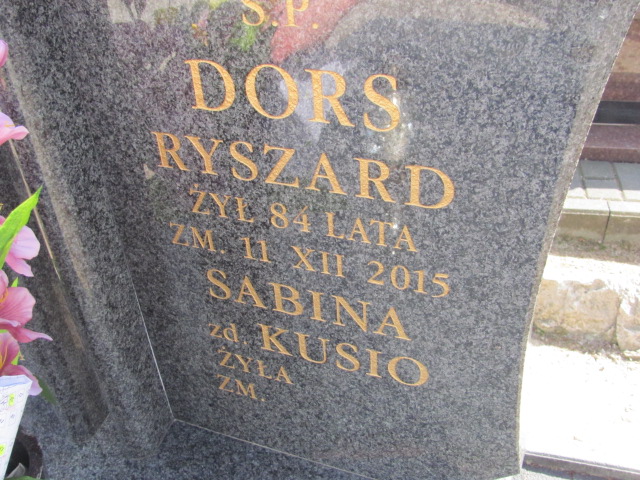 Ś.P.
DORS
RYSZARD
ŻYŁ 84 LATA
ZM. 11 XII 2015
SABINA
zd. KUSIO
ŻYŁA
ZM.